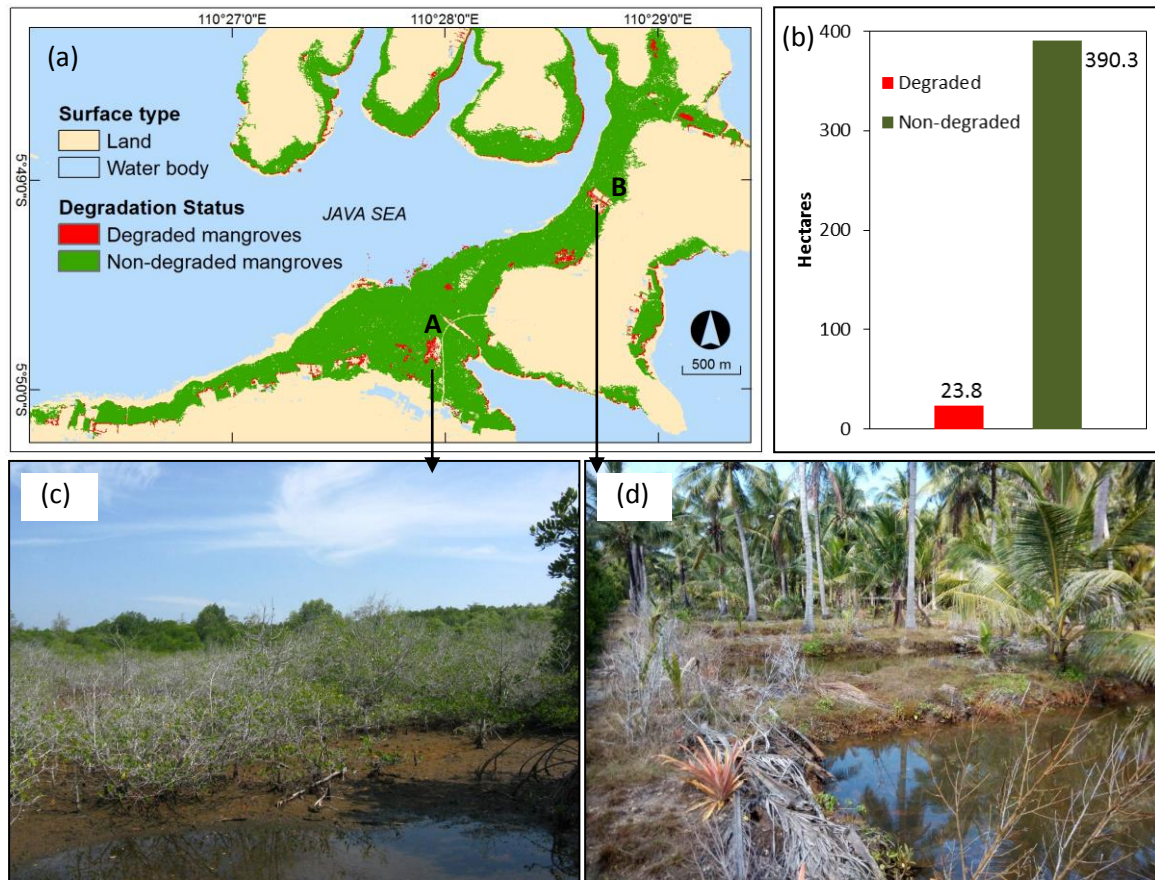 110°27'0"E
110°28'0"E
110°29'0"E
(a)
Surface type
Land
Water body
Degradation Status
Degraded mangroves
Non-degraded mangroves
JAVA SEA
A
B
500 m
5°49'0"S
5°50'0"S
(b)
400
300
200
100
0
Hectares
Degraded
Non-degraded
390.3
23.8
(c)
(d)